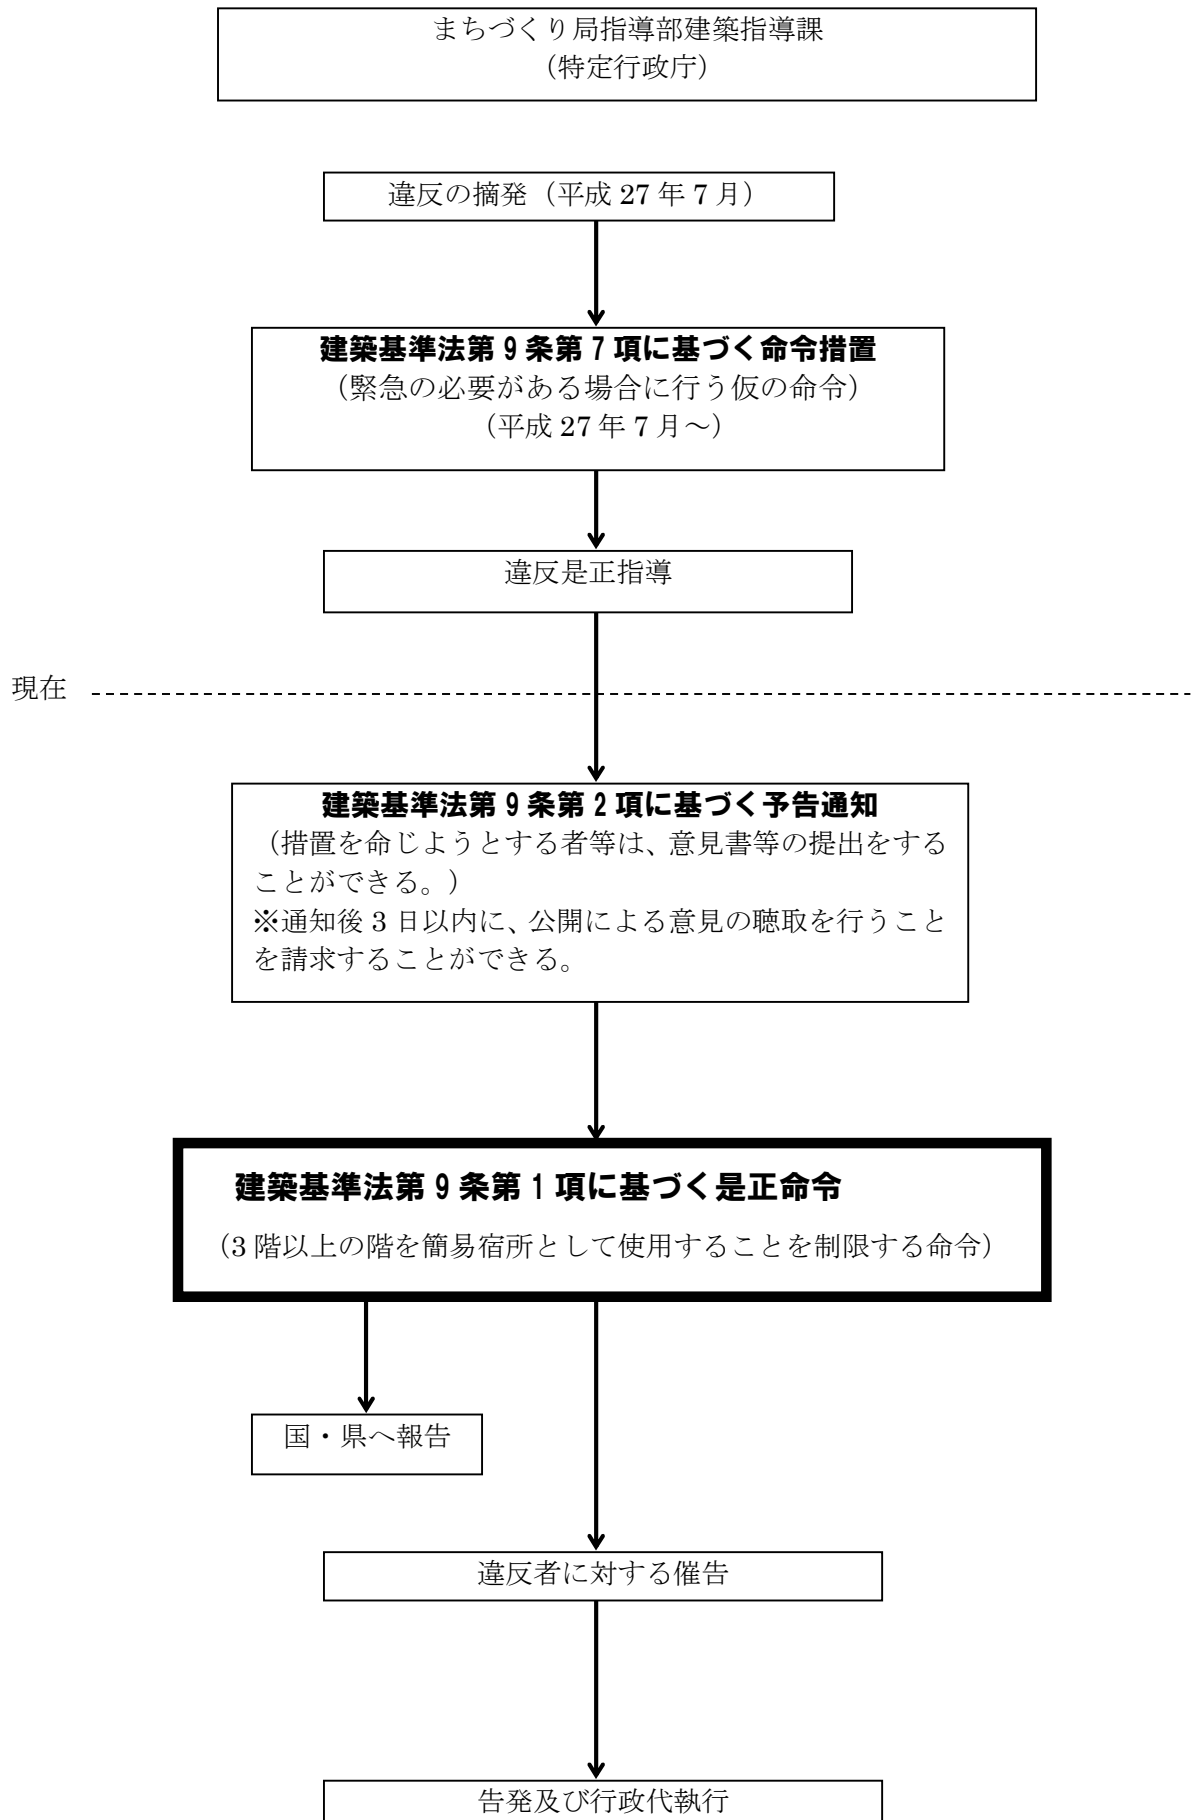 まちづくり局指導部建築指導課
（特定行政庁）
違反の摘発（平成 27 年 7 月）
建築基準法第９条第７項に基づく命令措置
（緊急の必要がある場合に行う仮の命令）
（平成 27 年 7 月～）
違反是正指導
現在
建築基準法第９条第２項に基づく予告通知
（措置を命じようとする者等は、意見書等の提出をする
ことができる。）
※通知後 3 日以内に、公開による意見の聴取を行うこと
を請求することができる。
建築基準法第９条第１項に基づく是正命令
（3 階以上の階を簡易宿所として使用することを制限する命令）
国・県へ報告
違反者に対する催告
告発及び行政代執行